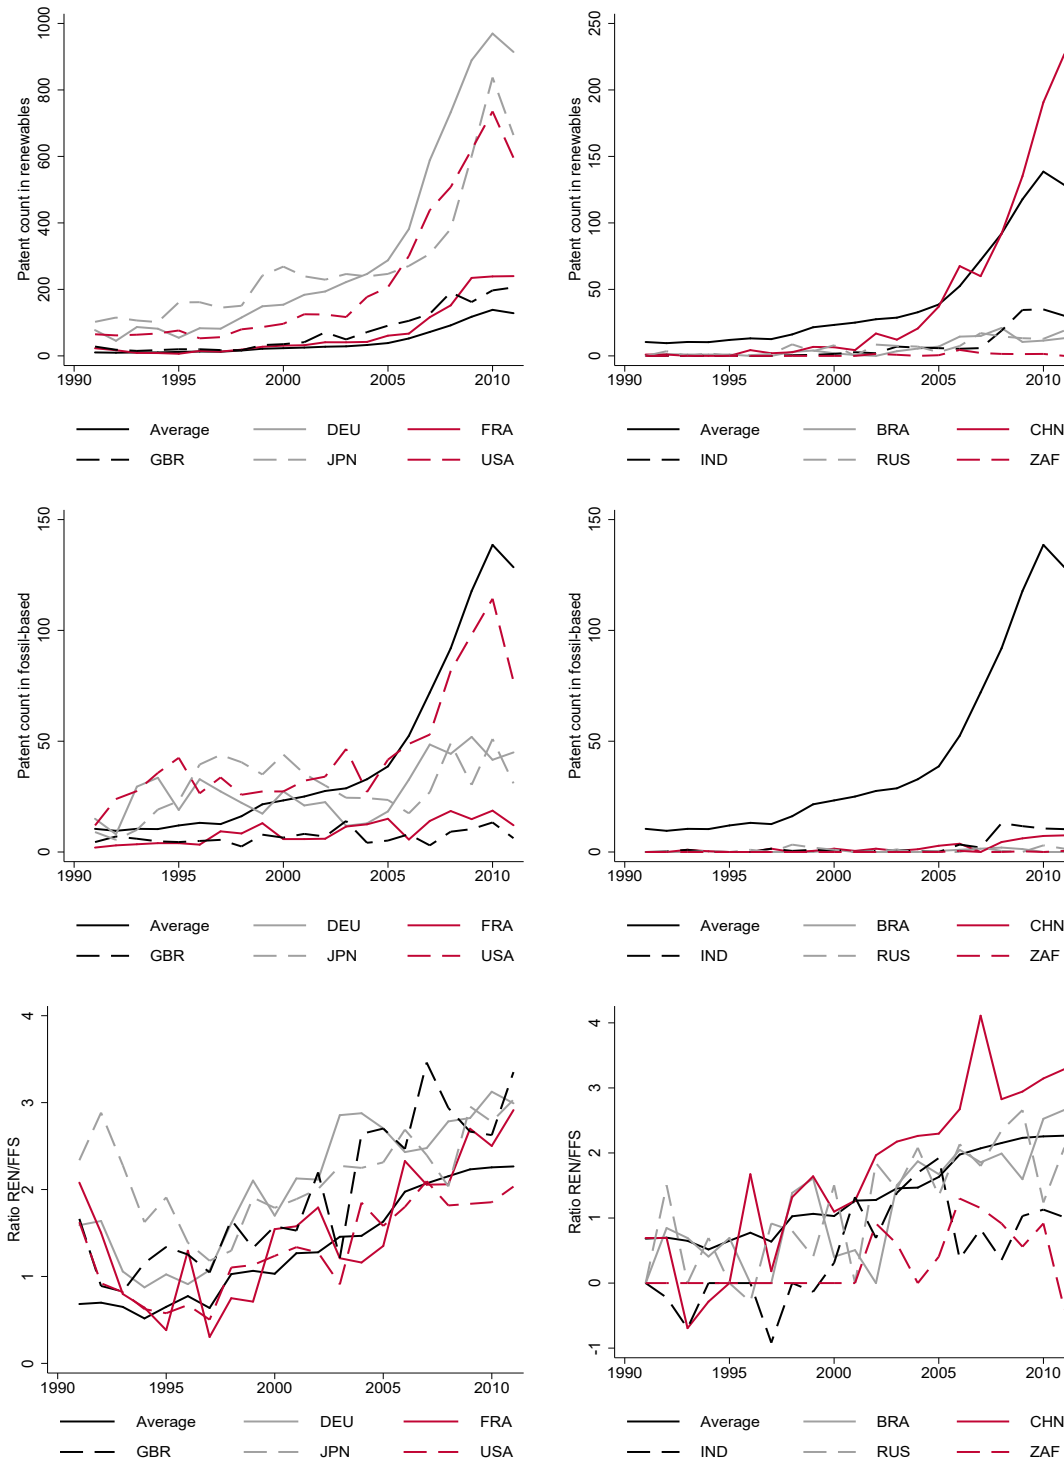 Patent count in renewables
1000
800
600
400
200
0
1990 1995 2000 2005 2010
Average DEU FRA
GBR JPN USA
Patent count in renewables
250
200
150
100
50
0
1990 1995 2000 2005 2010
Average BRA CHN
IND RUS ZAF
Patent count in fossil-based
150
100
50
0
1990 1995 2000 2005 2010
Average DEU FRA
GBR JPN USA
Patent count in fossil-based
150
100
50
0
1990 1995 2000 2005 2010
Average BRA CHN
IND RUS ZAF
Ratio REN/FFS
4
3
2
1
0
1990 1995 2000 2005 2010
Average DEU FRA
GBR JPN USA
Ratio REN/FFS
4
3
2
1
0
-1
1990 1995 2000 2005 2010
Average BRA CHN
IND RUS ZAF